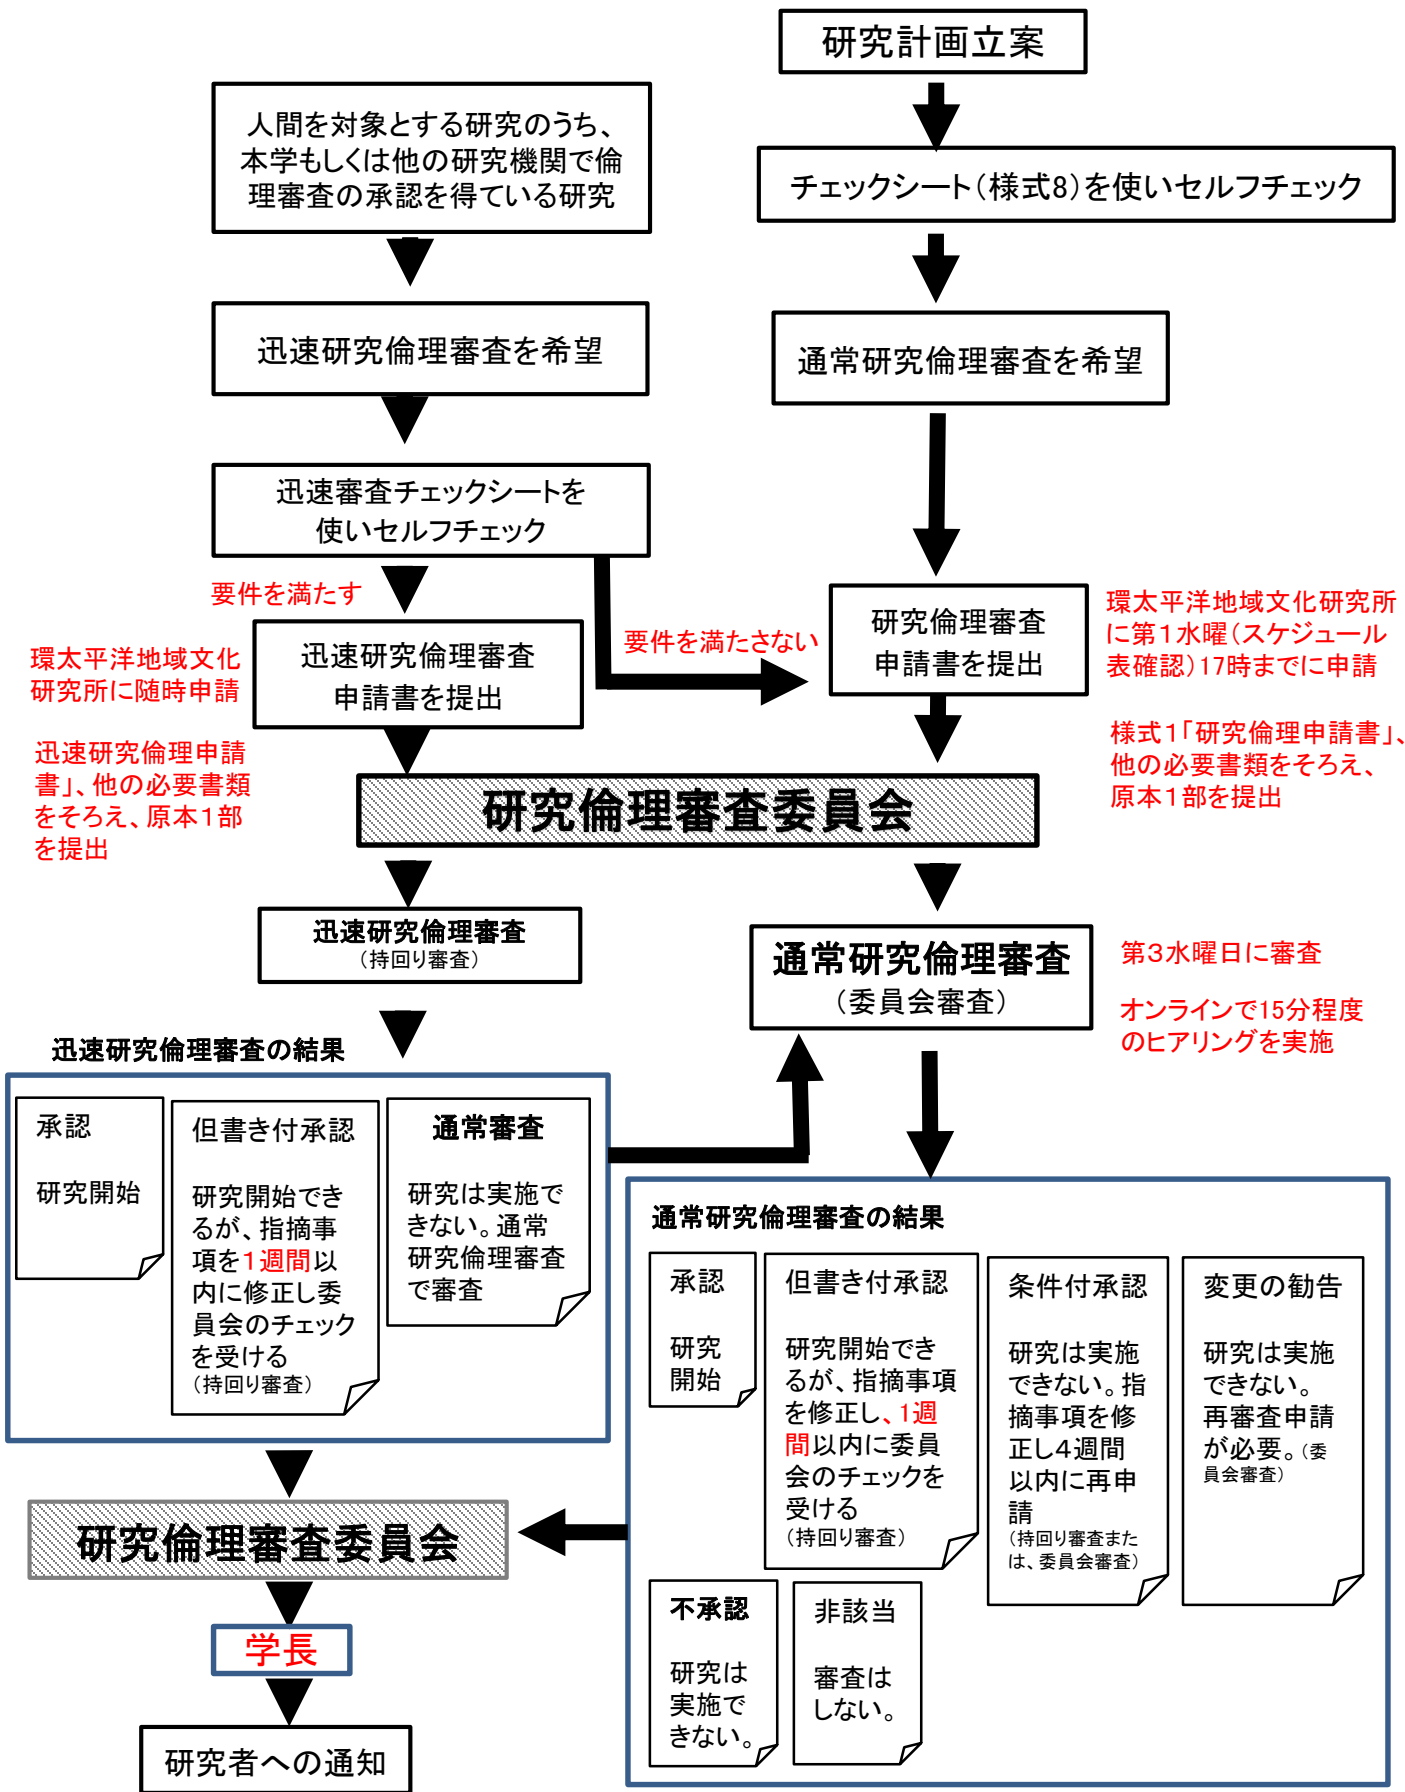 研究計画立案
チェックシート（様式8）を使いセルフチェック
通常研究倫理審査を希望
人間を対象とする研究のうち、
本学もしくは他の研究機関で倫
理審査の承認を得ている研究
迅速研究倫理審査を希望
迅速審査チェックシートを
使いセルフチェック
要件を満たす
要件を満たさない
環太平洋地域文化
研究所に随時申請
迅速研究倫理審査
申請書を提出
迅速研究倫理申請
書」、他の必要書類
をそろえ、原本１部
を提出
研究倫理審査
申請書を提出
環太平洋地域文化研究所
に第１水曜（スケジュール
表確認）17時までに申請
様式1「研究倫理申請書」、
他の必要書類をそろえ、
原本１部を提出
研究倫理審査委員会
迅速研究倫理審査
（持回り審査）
通常研究倫理審査
（委員会審査）
第３水曜日に審査
オンラインで15分程度
のヒアリングを実施
迅速研究倫理審査の結果
承認
研究開始
但書き付承認
研究開始でき
るが、指摘事
項を１週間以
内に修正し委
員会のチェック
を受ける
（持回り審査）
通常審査
研究は実施で
きない。通常
研究倫理審査
で審査
通常研究倫理審査の結果
承認
研究
開始
但書き付承認
研究開始でき
るが、指摘事項
を修正し、1週
間以内に委員
会のチェックを
受ける
（持回り審査）
条件付承認
研究は実施
できない。指
摘事項を修
正し４週間
以内に再申
請
（持回り審査また
は、委員会審査）
変更の勧告
研究は実施
できない。
再審査申請
が必要。（委
員会審査）
不承認
研究は
実施で
きない。
非該当
審査は
しない。
研究倫理審査委員会
学長
研究者への通知